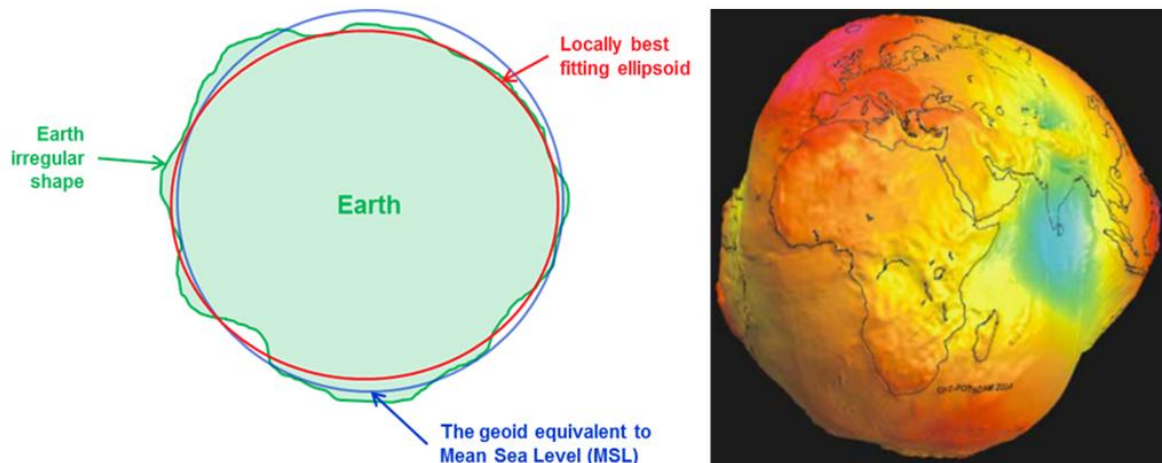 Locally best
fitting ellipsoid
Earth
irregular
shape
Earth
The geoid equivalent to
Mean Sea Level (MSL)